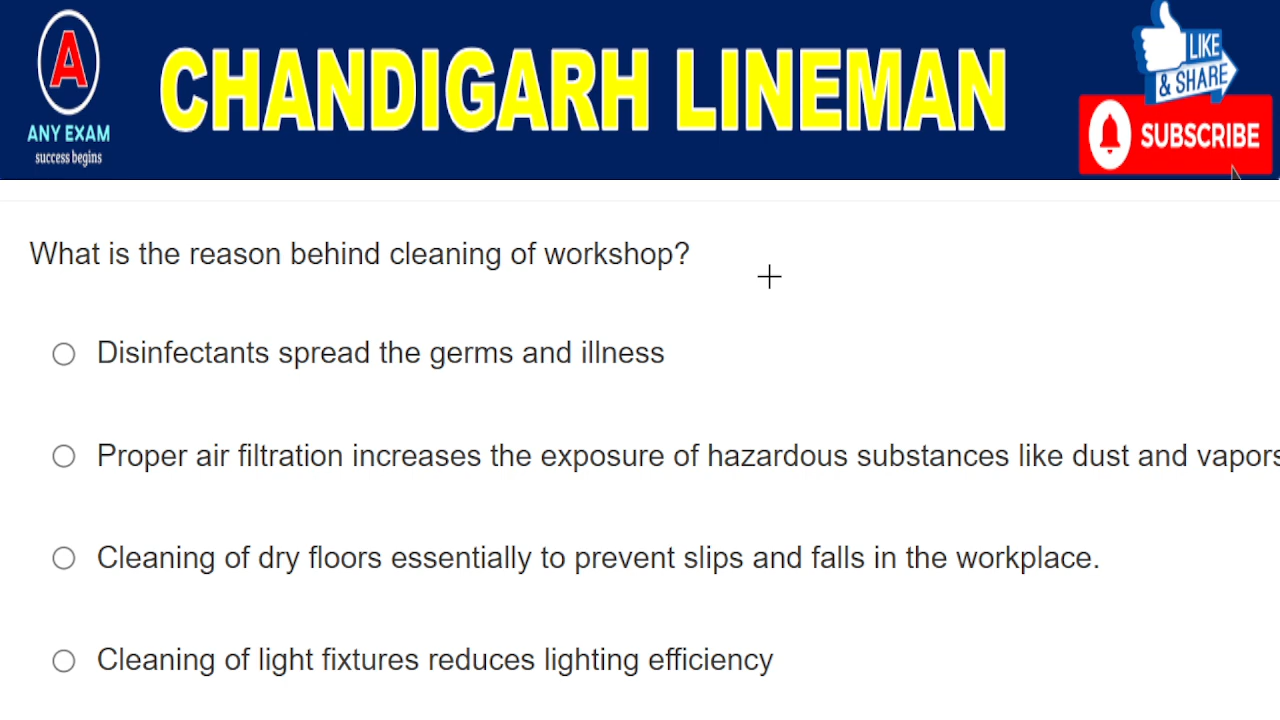 A
ANY EXAM
success begins
CHANDIGARH LINEMAN
LIKE
& SHARE
SUBSCRIBE
What is the reason behind cleaning of workshop?
Disinfectants spread the germs and illness
Proper air filtration increases the exposure of hazardous substances like dust and vapors
Cleaning of dry floors essentially to prevent slips and falls in the workplace.
Cleaning of light fixtures reduces lighting efficiency